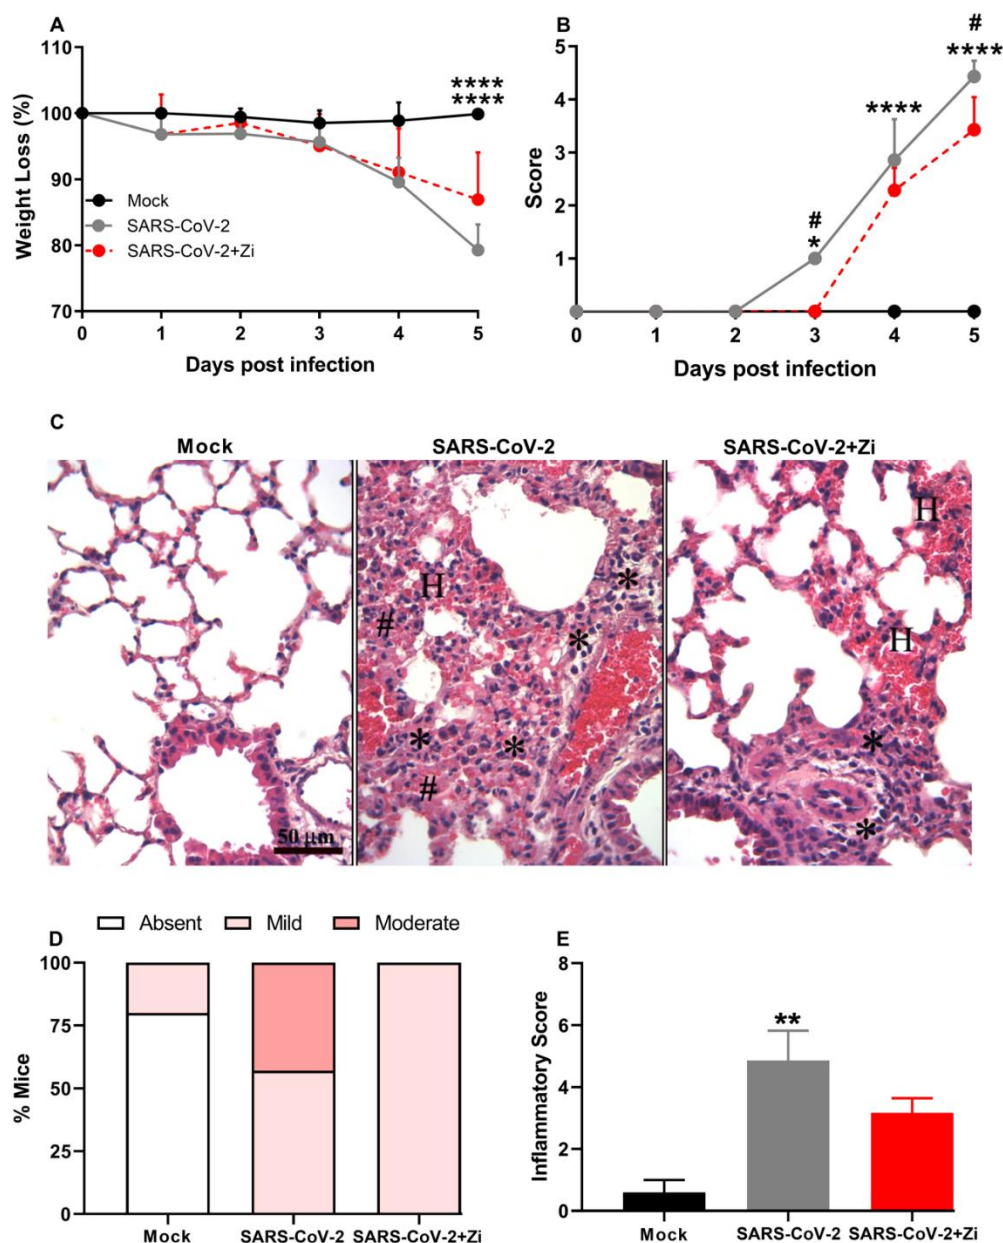 A
110
100
90
80
70
Weight Loss (%)
****
****
Mock
SARS-CoV-2
SARS-CoV-2+Zi
0 1 2 3 4 5
Days post infection
B
5
4
3
2
1
Score
#
*
****
#
****
0 1 2 3 4 5
Days post infection
C
Mock
SARS-CoV-2
SARS-CoV-2+Zi
50 µm
H
#
*
*
*
*
#
H
H
*
*
D
Absent Mild Moderate
100
75
50
25
0
% Mice
Mock SARS-CoV-2 SARS-CoV-2+Zi
E
8
6
4
2
0
Inflammatory Score
**
Mock SARS-CoV-2 SARS-CoV-2+Zi